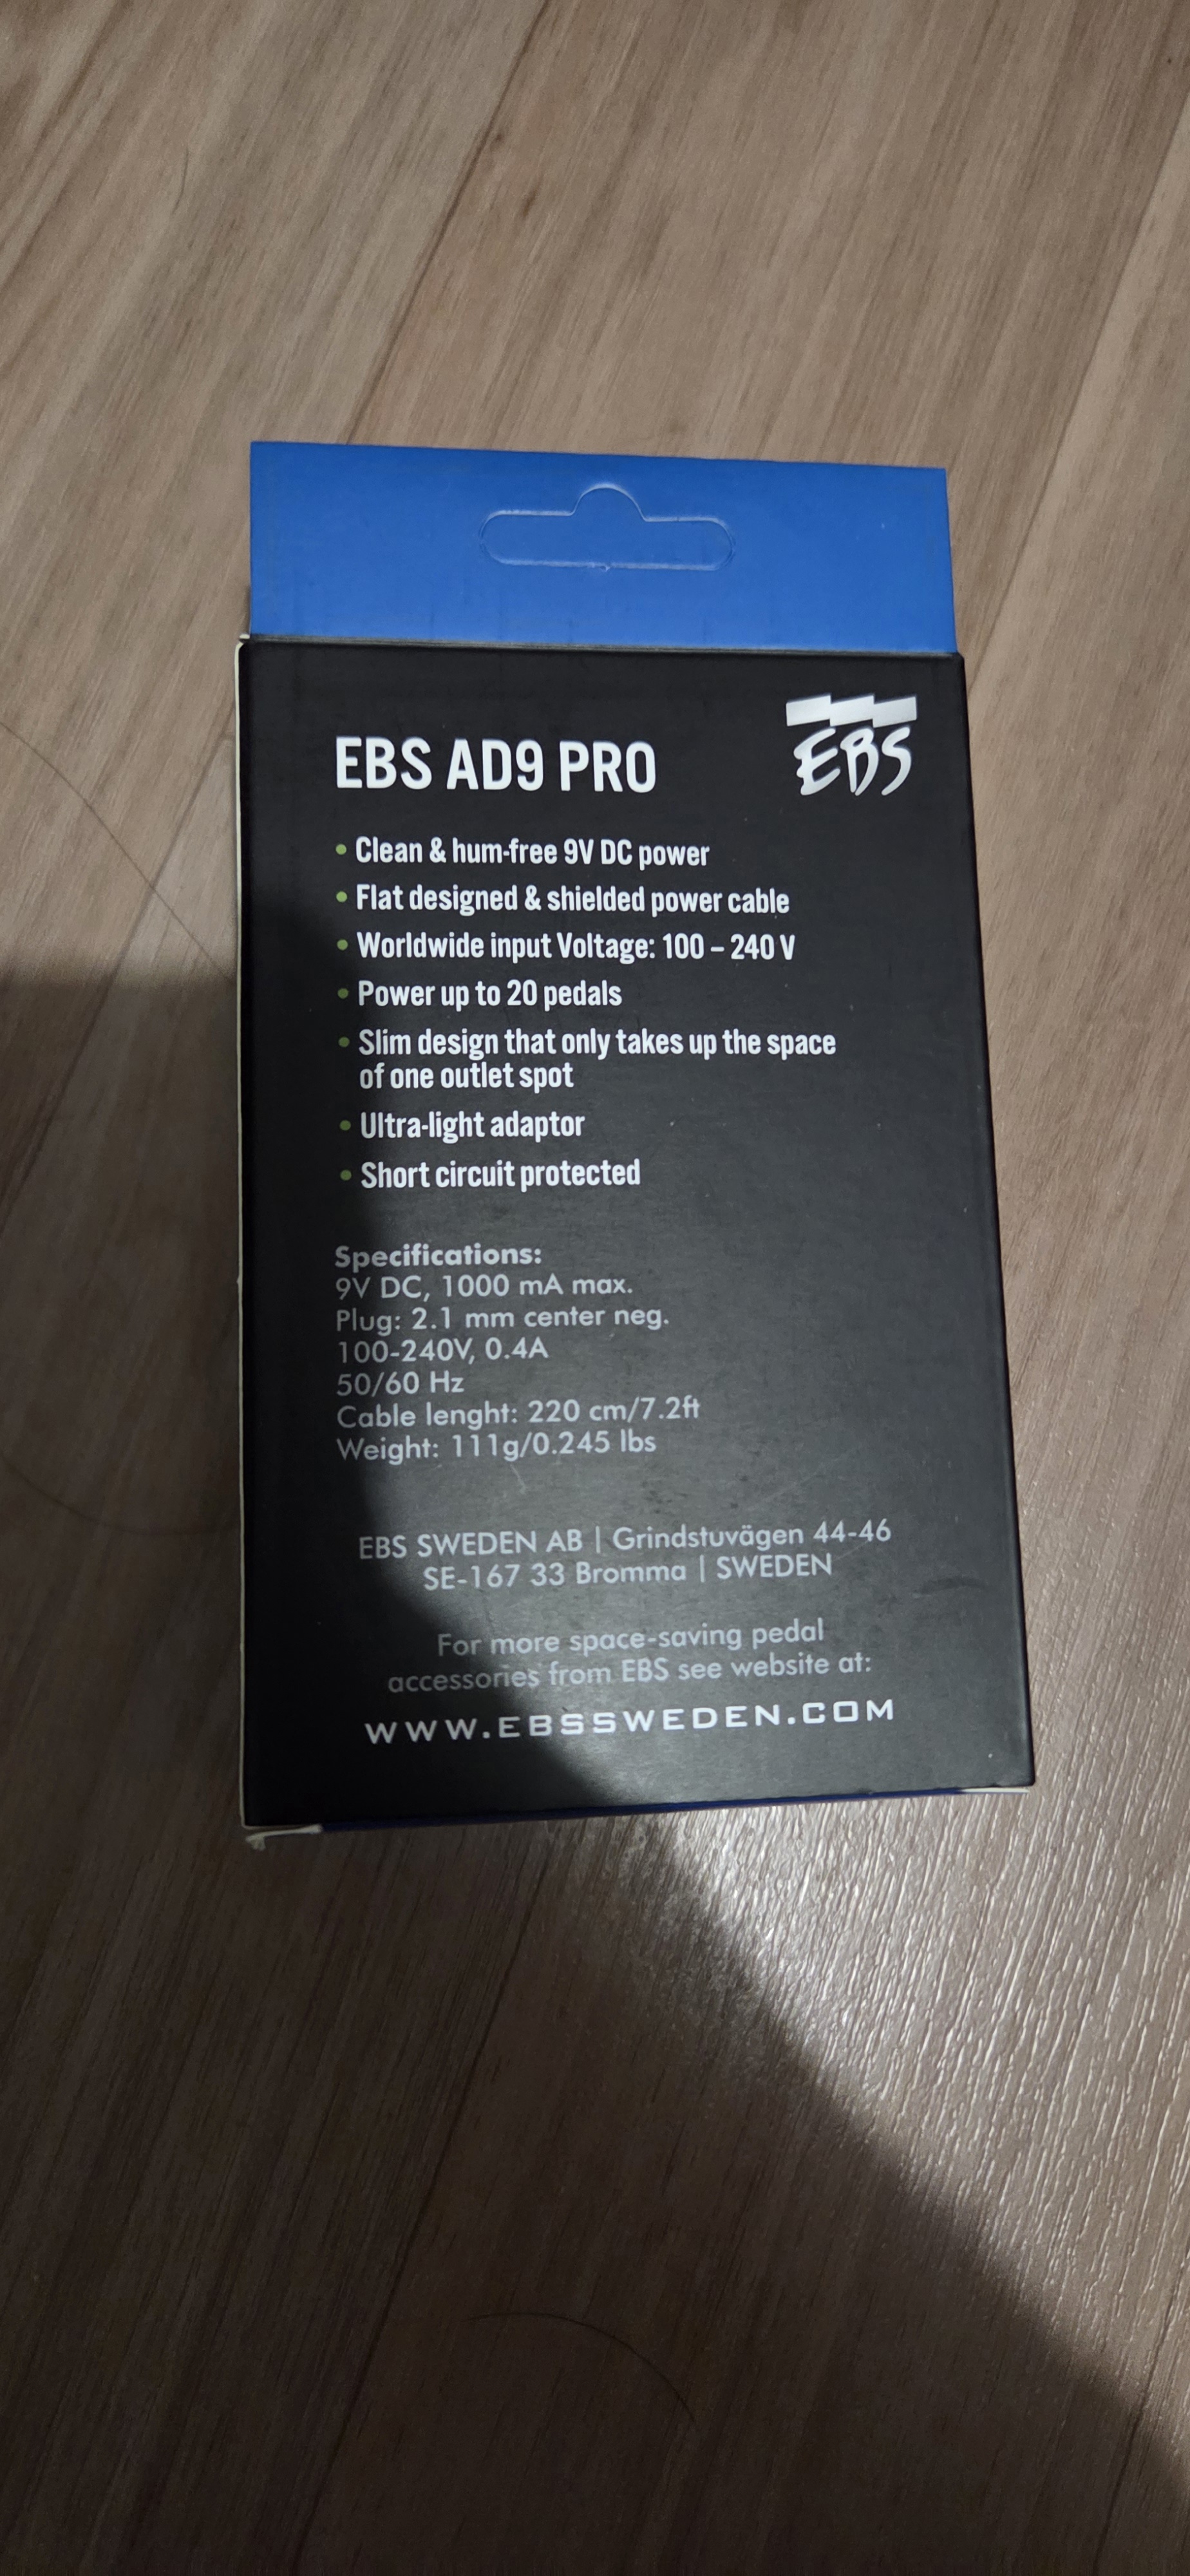 EBS AD9 PRO
EBS
• Clean & hum-free 9V DC power
• Flat designed & shielded power cable
• Worldwide input Voltage: 100 – 240 V
• Power up to 20 pedals
• Slim design that only takes up the space
of one outlet spot
• Ultra-light adaptor
• Short circuit protected
Specifications:
9V DC, 1000 mA max.
Plug: 2.1 mm center neg.
100-240V, 0.4A
50/60 Hz
Cable lenght: 220 cm/7.2ft
Weight: 111g/0.245 lbs
EBS SWEDEN AB | Grindstuvägen 44-46
SE-167 33 Bromma | SWEDEN
For more space-saving pedal
accessories from EBS see website at:
WWW.EBSSWEDEN.COM